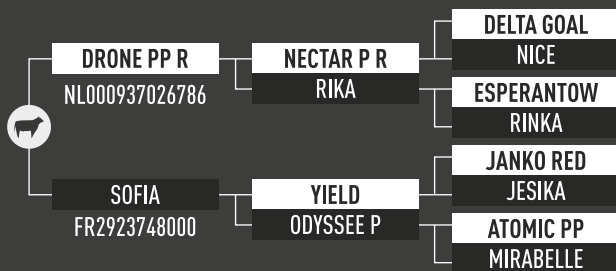 DRONE PP R
NL000937026786
NECTAR P R
RIKA
DELTA GOAL
NICE
ESPERANTOW
RINKA
SOFIA
FR2923748000
YIELD
ODYSSEE P
JANKO RED
JESIKA
ATOMIC PP
MIRABELLE